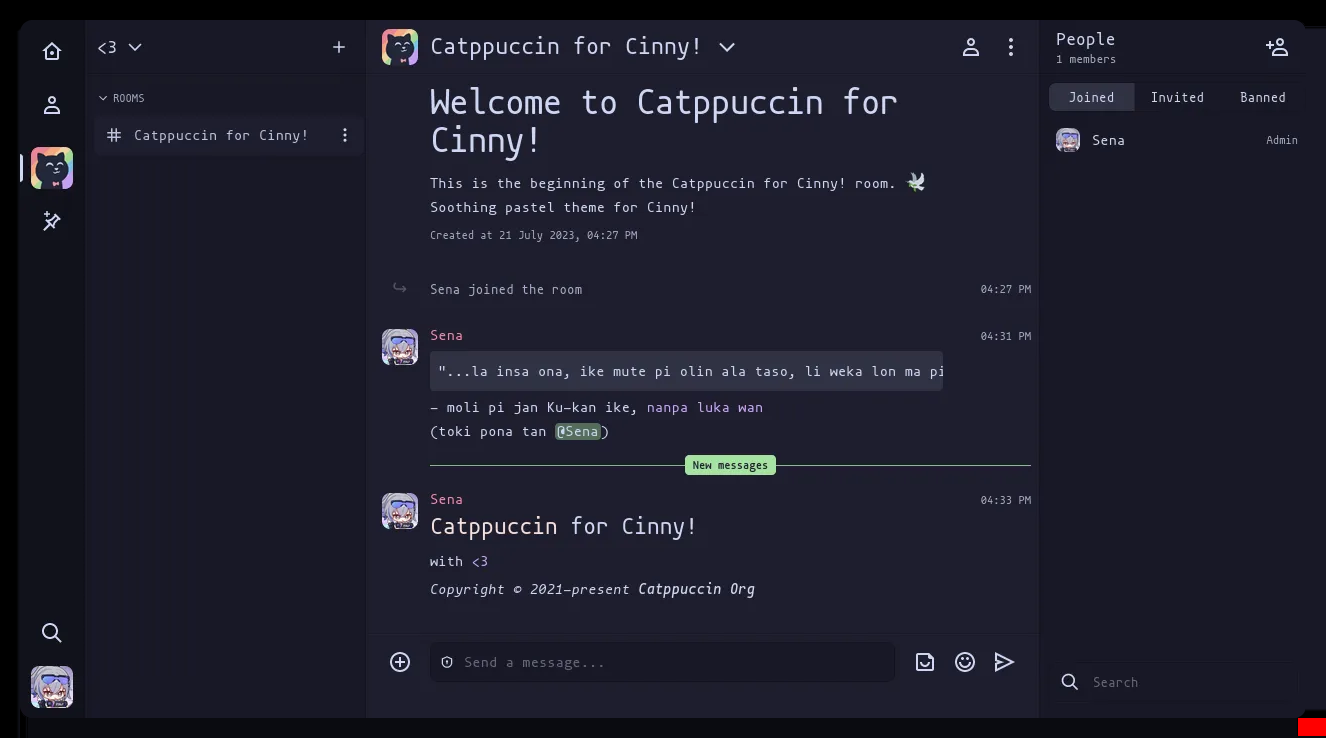 <3
ROOMS
Catppuccin for Cinny!
Catppuccin for Cinny!
Welcome to Catppuccin for
Cinny!
This is the beginning of the Catppuccin for Cinny! room. 🕊️
Soothing pastel theme for Cinny!
Created at 21 July 2023, 04:27 PM
Sena joined the room 04:27 PM
Sena 04:31 PM
"...la insa ona, ike mute pi olin ala taso, li weka lon ma pi
— moli pi jan Ku-kan ike, nanpa luka wan
(toki pona tan @Sena)
New messages
Sena 04:33 PM
Catppuccin for Cinny!
with <3
Copyright © 2021-present Catppuccin Org
Send a message...
People
1 members
Joined Invited Banned
Sena Admin
Search